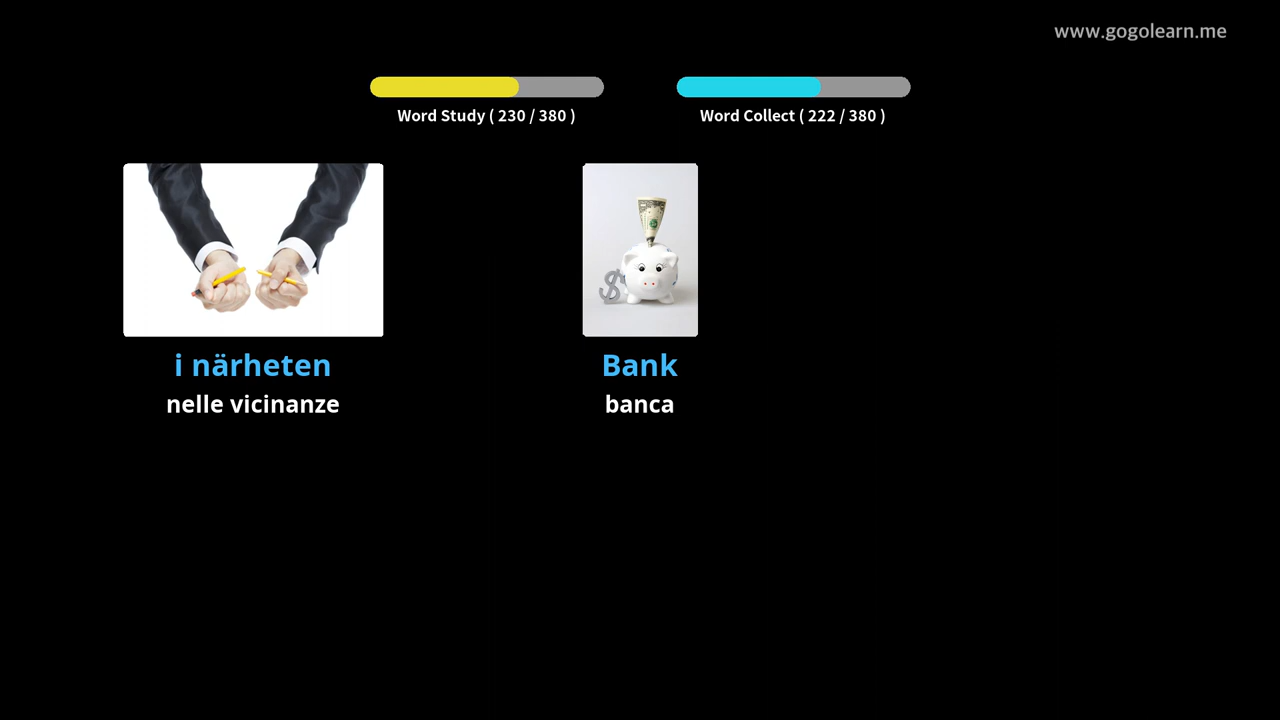 www.gogolearn.me
Word Study ( 230 / 380 )
Word Collect ( 222 / 380 )
i närheten
nelle vicinanze
Bank
banca